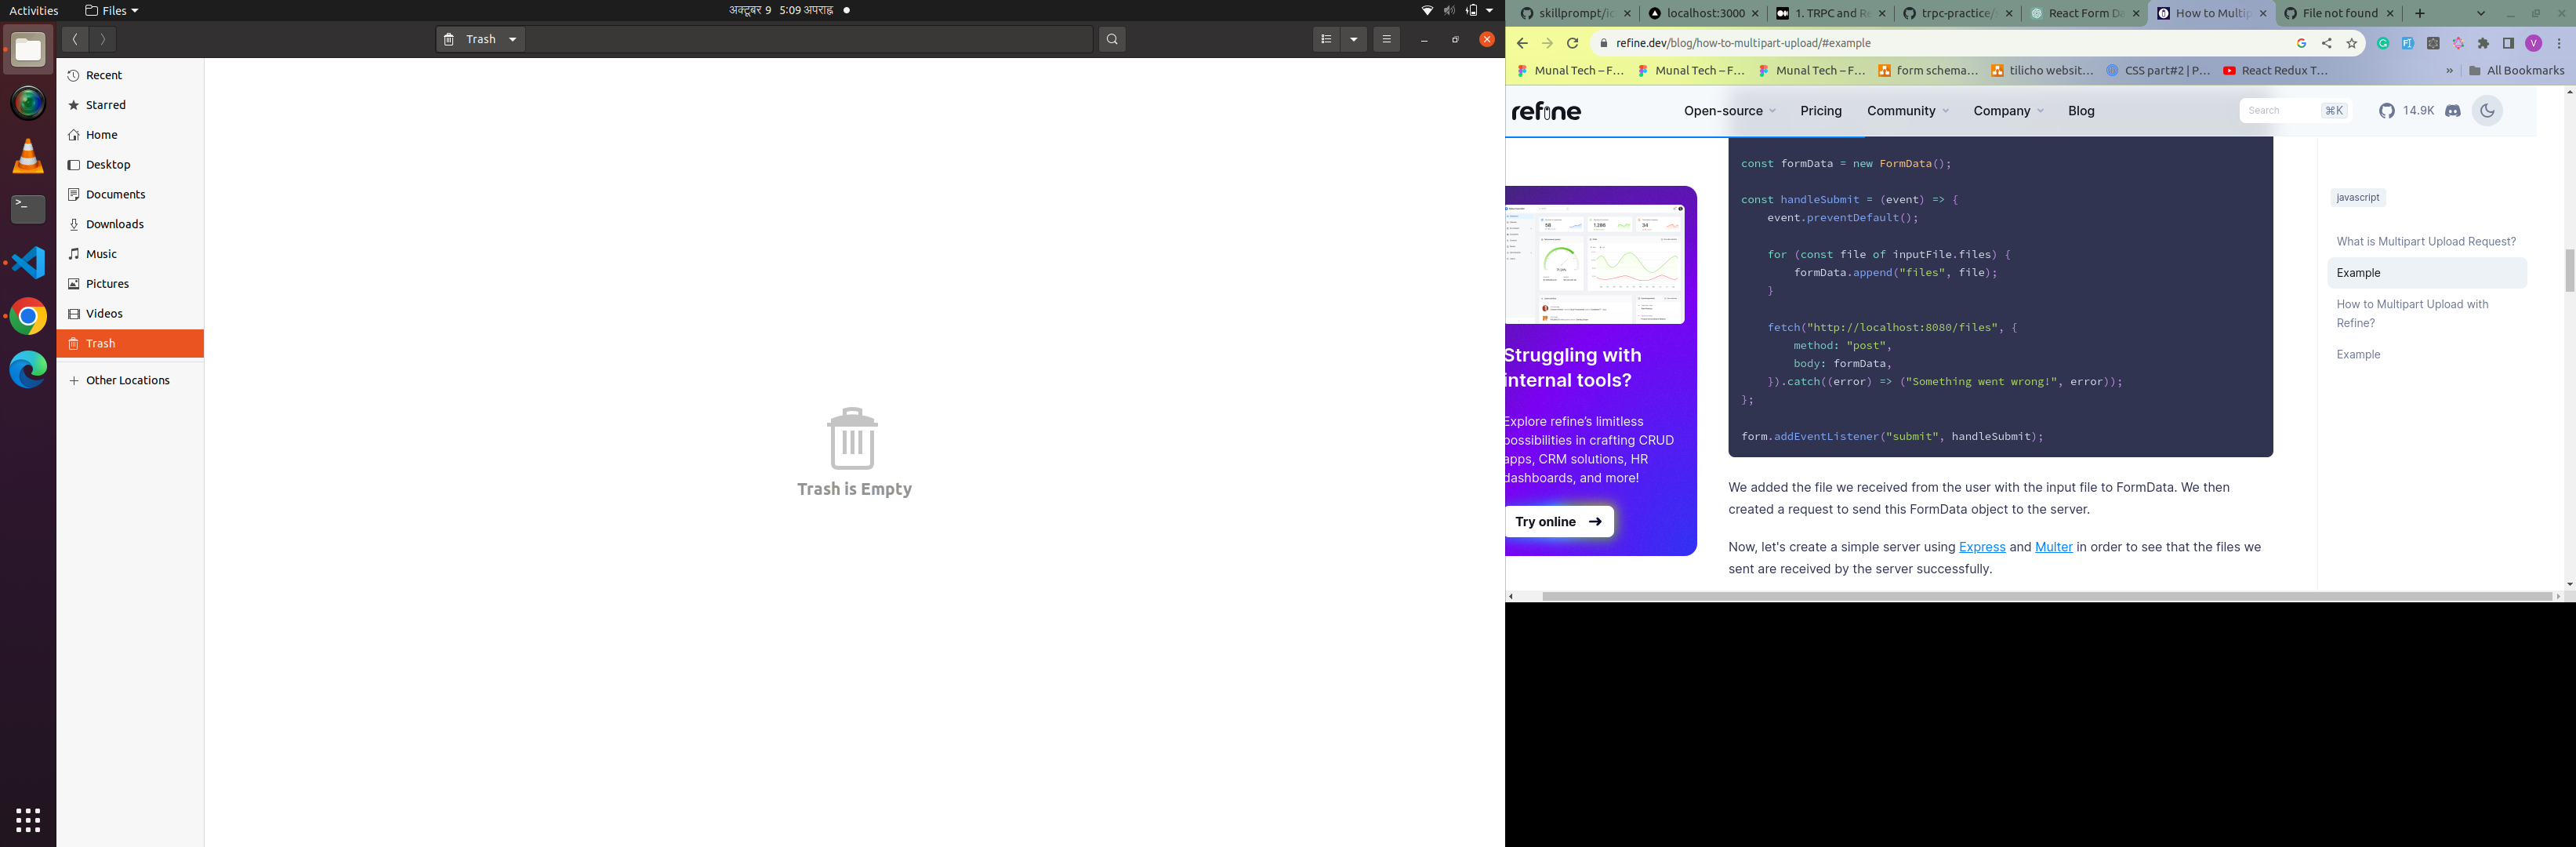 Activities
Files
अक्टूबर 9 5:09 अपराह्न
Trash
Recent
Starred
Home
Desktop
Documents
Downloads
Music
Pictures
Videos
Trash
Other Locations
Trash is Empty
skillprompt/ic
localhost:3000
1. TRPC and Re
trpc-practice/
React Form Da
How to Multip
File not found
refine.dev/blog/how-to-multipart-upload/#example
V
Munal Tech – F…
Munal Tech – F…
Munal Tech – F…
form schema…
tilicho websit…
CSS part#2 | P…
React Redux T…
»
All Bookmarks
refine
Open-source
Pricing
Community
Company
Blog
Search
⌘K
14.9K
const formData = new FormData();
const handleSubmit = (event) => {
event.preventDefault();
for (const file of inputFile.files) {
formData.append("files", file);
}
fetch("http://localhost:8080/files", {
method: "post",
body: formData,
}).catch((error) => ("Something went wrong!", error));
};
form.addEventListener("submit", handleSubmit);
Struggling with
internal tools?
Explore refine’s limitless
possibilities in crafting CRUD
apps, CRM solutions, HR
dashboards, and more!
Try online
We added the file we received from the user with the input file to FormData. We then
created a request to send this FormData object to the server.
Now, let's create a simple server using Express and Multer in order to see that the files we
sent are received by the server successfully.
javascript
What is Multipart Upload Request?
Example
How to Multipart Upload with
Refine?
Example